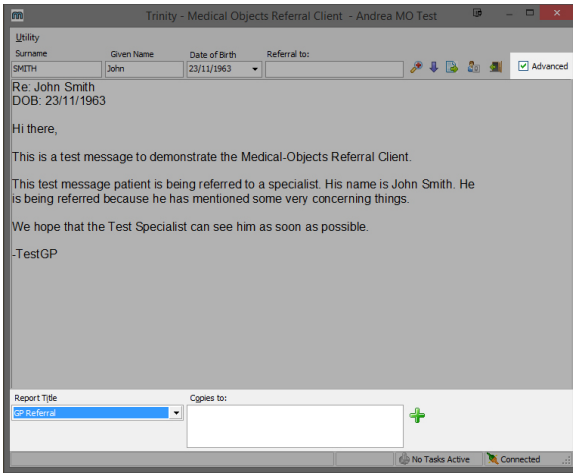 Trinity - Medical Objects Referral Client - Andrea MO Test
Utility
Surname Given Name Date of Birth Referral to:
SMITH John 23/11/1963 Advanced
Re: John Smith
DOB: 23/11/1963
Hi there,
This is a test message to demonstrate the Medical-Objects Referral Client.
This test message patient is being referred to a specialist. His name is John Smith. He
is being referred because he has mentioned some very concerning things.
We hope that the Test Specialist can see him as soon as possible.
-TestGP
Report Title Copies to:
GP Referral
No Tasks Active Connected